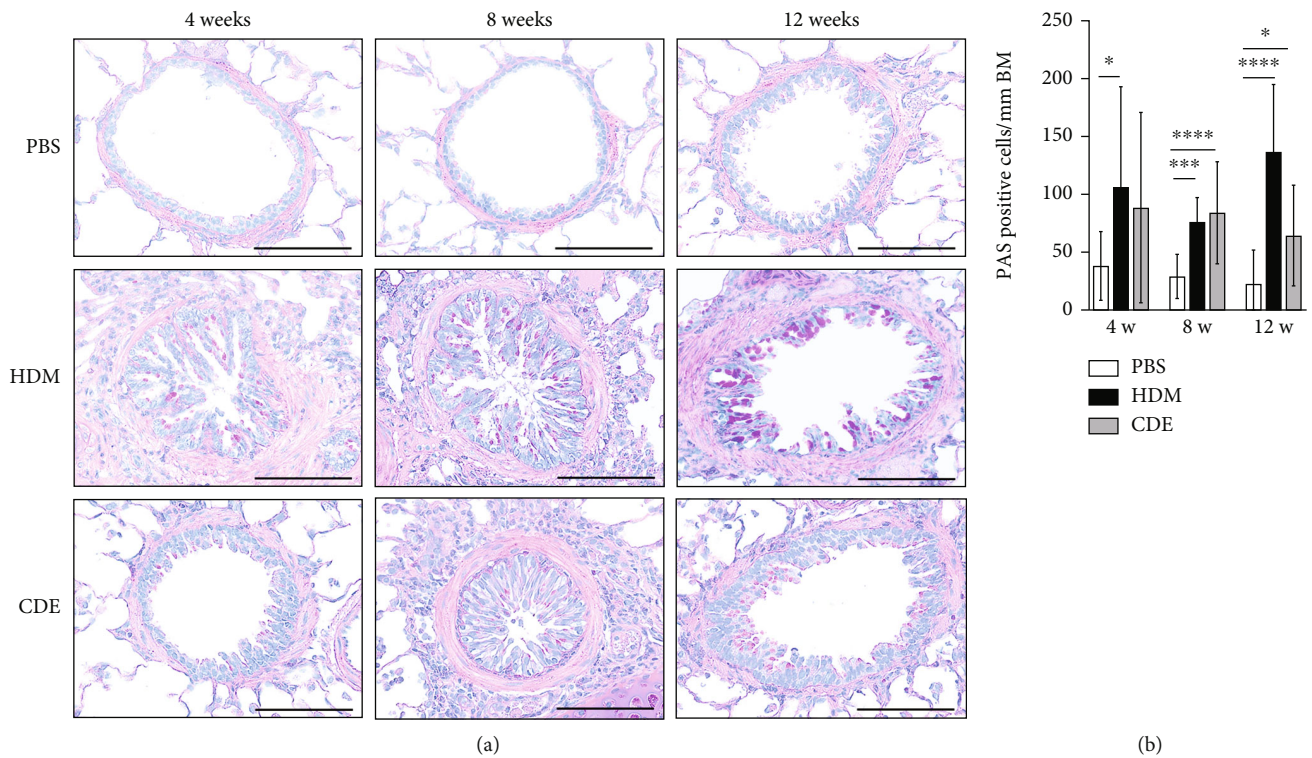 4 weeks
8 weeks
12 weeks
PBS
HDM
CDE
(a)
PAS positive cells/mm BM
250
200
150
100
50
0
*
****
***
*
****
4 w
8 w
12 w
PBS
HDM
CDE
(b)